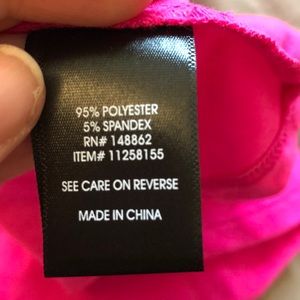 95% POLYESTER
5% SPANDEX
RN# 148862
ITEM# 11258155
SEE CARE ON REVERSE
MADE IN CHINA